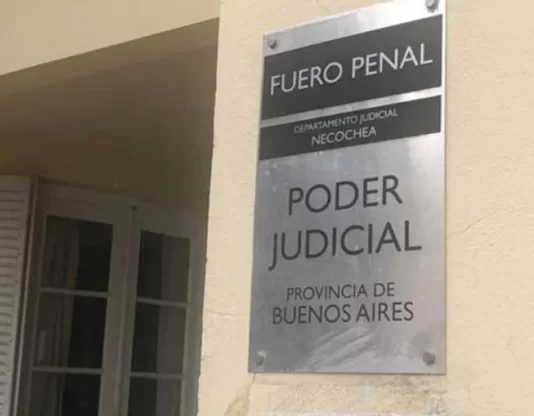 FUERO PENAL
DEPARTAMENTO JUDICIAL
NECOCHEA
PODER
JUDICIAL
PROVINCIA DE
BUENOS AIRES